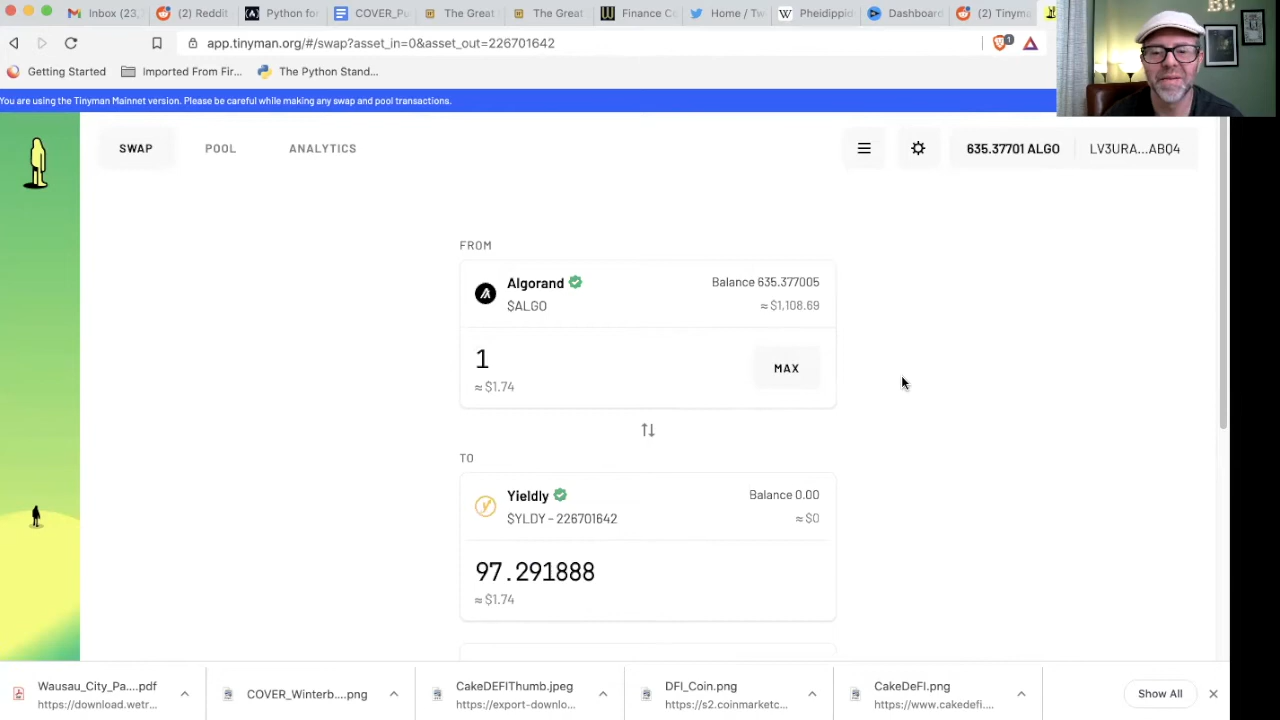 Inbox (23,
(2) Reddit
Python fo
COVER_Pu
The Great
The Great
Finance C
Home / Tw
Pheidippid
Dashboard
(2) Tinym
app.tinyman.org/#/swap?asset_in=0&asset_out=226701642
1
Getting Started
Imported From Fir...
The Python Stand...
You are using the Tinyman Mainnet version. Please be careful while making any swap and pool transactions.
SWAP
POOL
ANALYTICS
635.37701 ALGO
LV3URA...ABQ4
FROM
Algorand
Balance 635.377005
$ALGO
≈ $1,108.69
1
MAX
≈ $1.74
TO
Yieldly
Balance 0.00
$YLDY - 226701642
≈ $0
97.291888
≈ $1.74
Wausau_City_Pa....pdf
https://download.wetr...
COVER_Winterb....png
CakeDEFIThumb.jpeg
https://export-downlo...
DFI_Coin.png
https://s2.coinmarketc...
CakeDeFi.png
https://www.cakedefi....
Show All